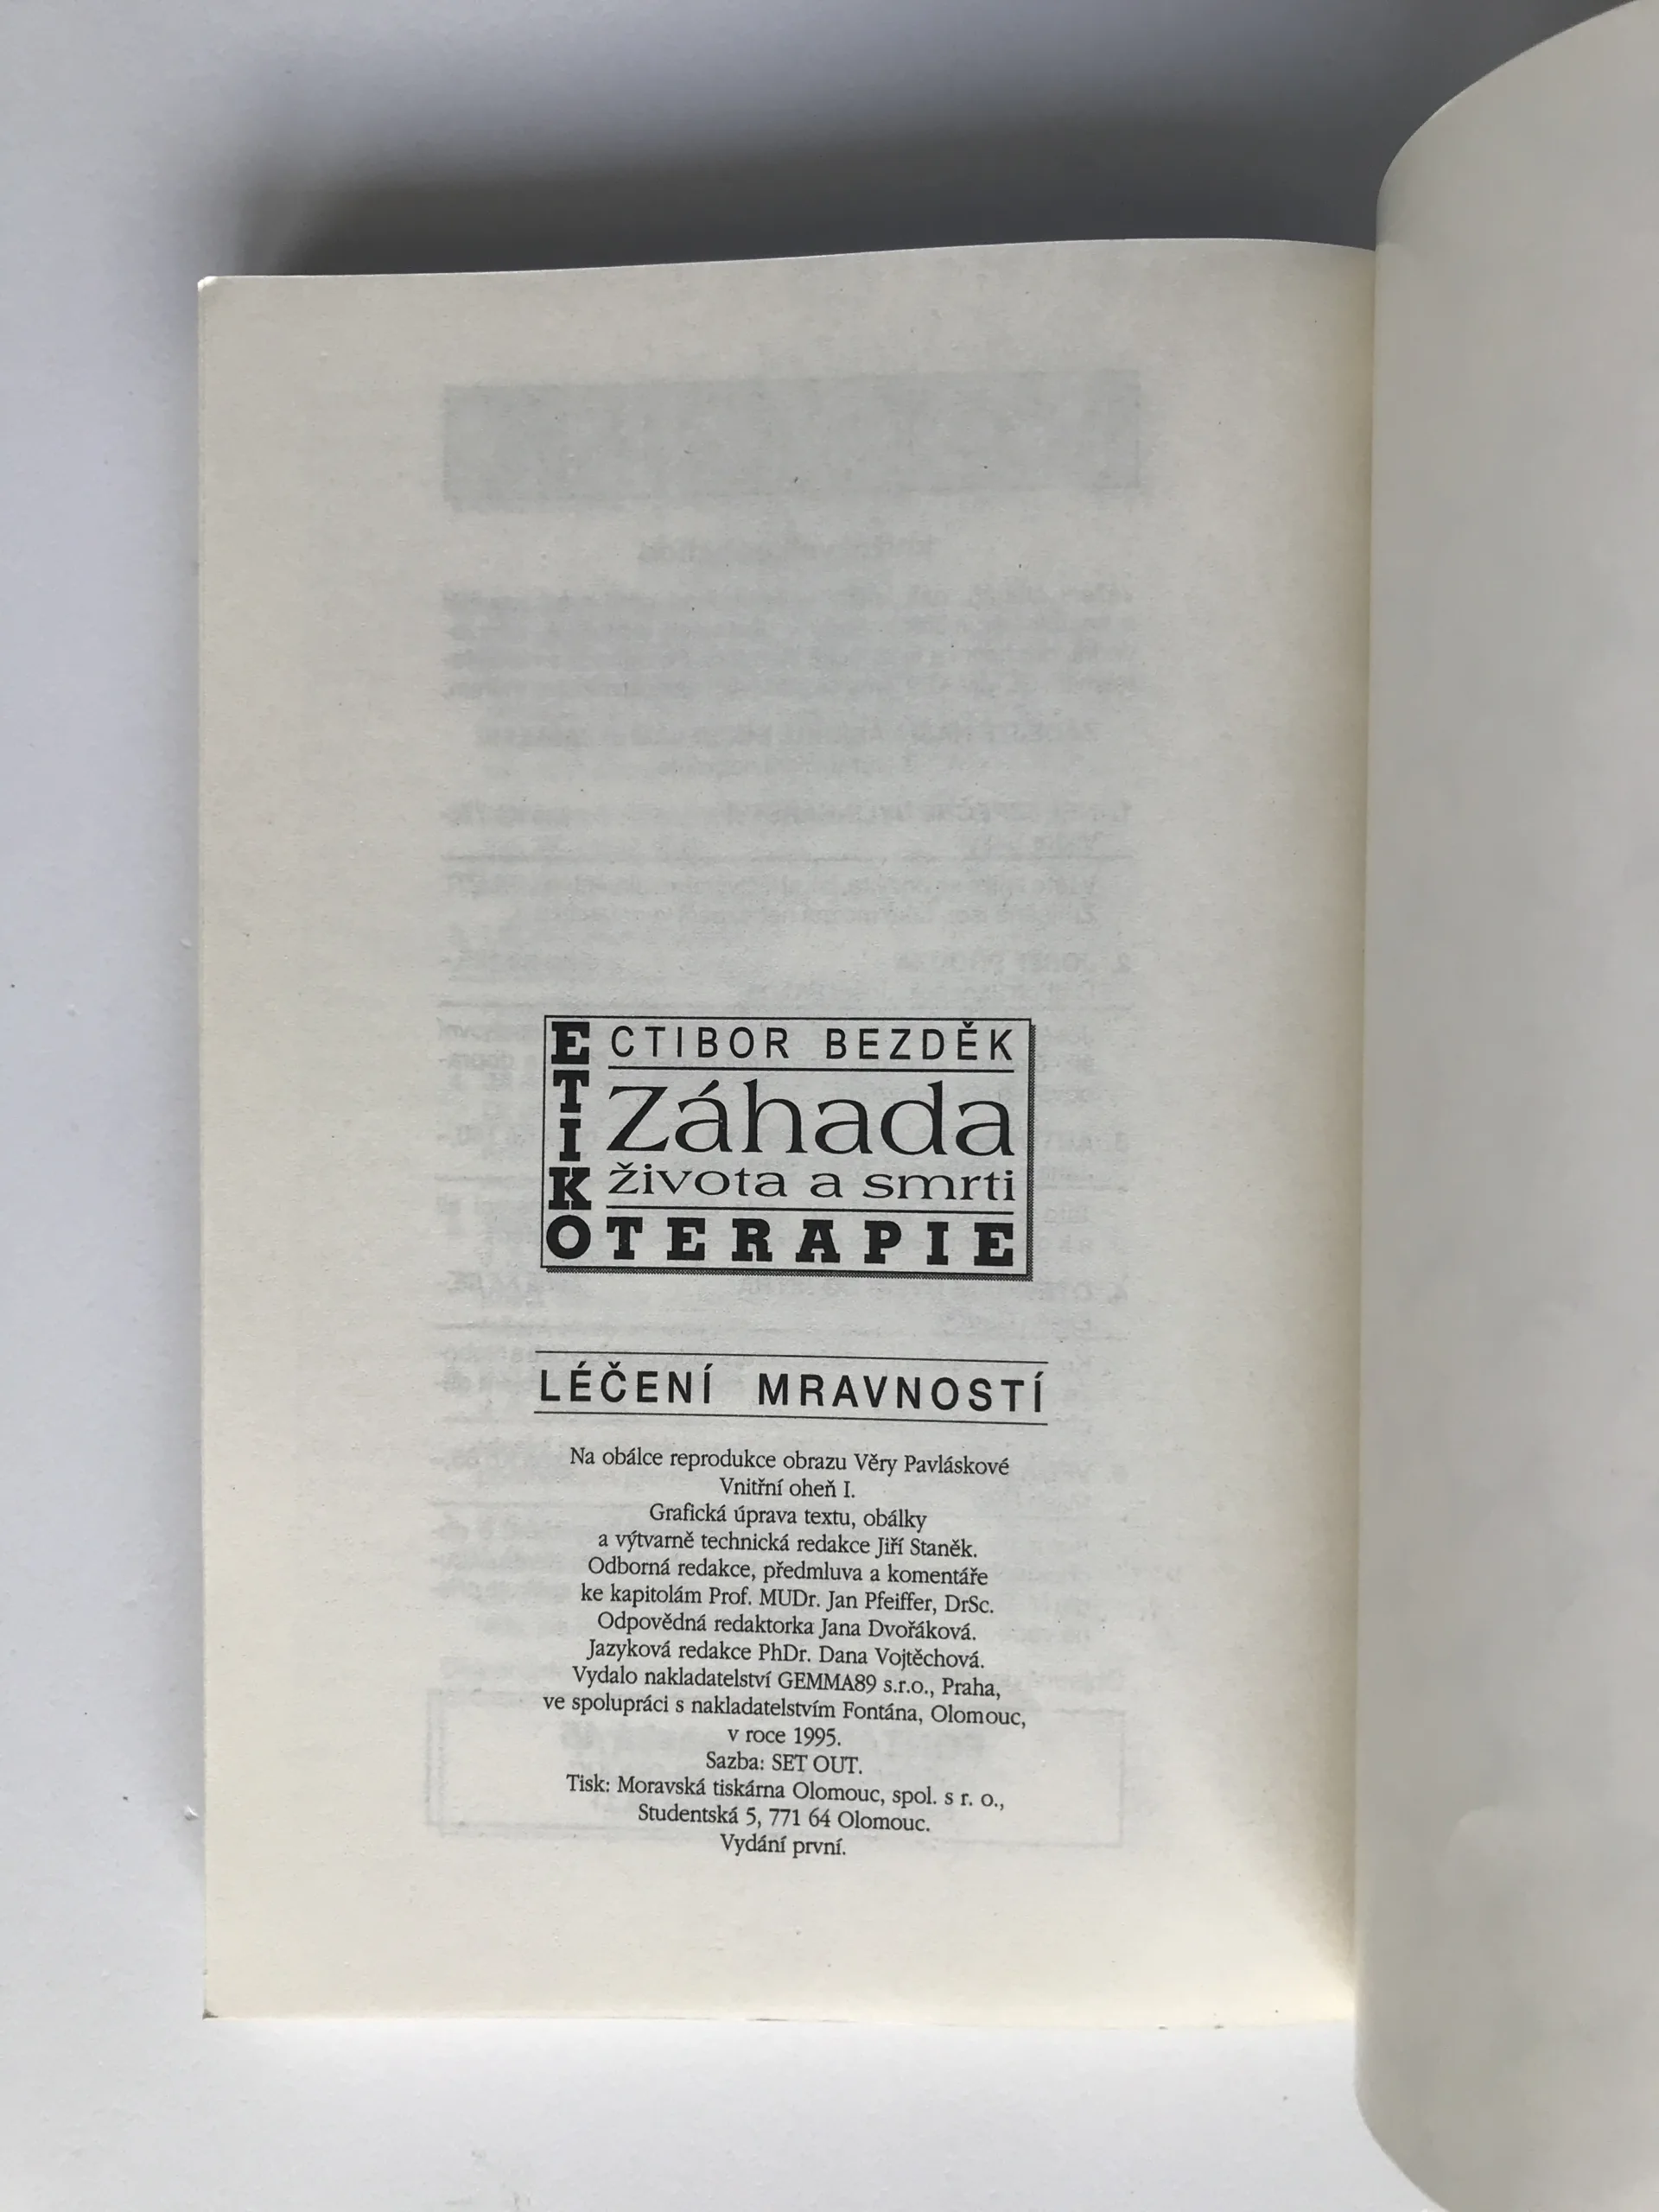 CTIBOR BEZDĚK
Záhada
života a smrti
ETIKOTERAPIE
LÉČENÍ MRAVNOSTÍ
Na obálce reprodukce obrazu Věry Pavláskové
Vnitřní oheň I.
Grafická úprava textu, obálky
a výtvarně technická redakce Jiří Staněk.
Odborná redakce, předmluva a komentáře
ke kapitolám Prof. MUDr. Jan Pfeiffer, DrSc.
Odpovědná redaktorka Jana Dvořáková.
Jazyková redakce PhDr. Dana Vojtěchová.
Vydalo nakladatelství GEMMA89 s.r.o., Praha,
ve spolupráci s nakladatelstvím Fontána, Olomouc,
v roce 1995.
Sazba: SET OUT.
Tisk: Moravská tiskárna Olomouc, spol. s r. o.,
Studentská 5, 771 64 Olomouc.
Vydání první.